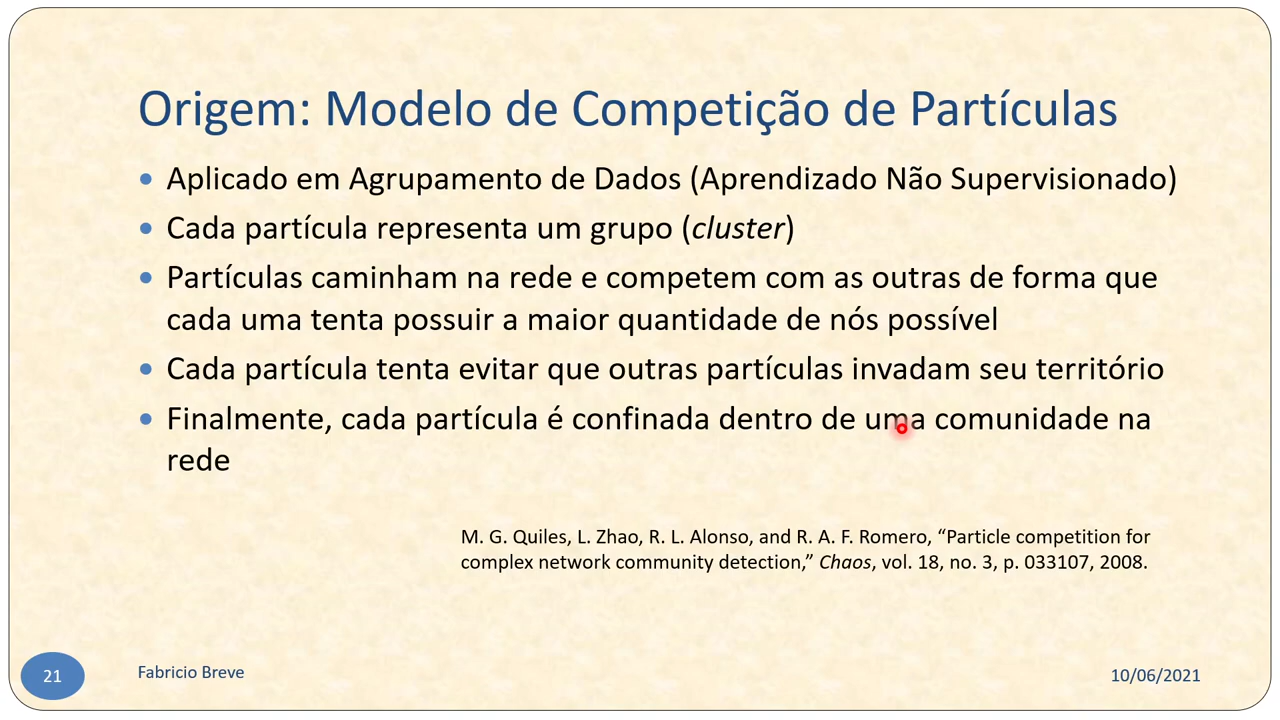 Origem: Modelo de Competição de Partículas
• Aplicado em Agrupamento de Dados (Aprendizado Não Supervisionado)
• Cada partícula representa um grupo (cluster)
• Partículas caminham na rede e competem com as outras de forma que
cada uma tenta possuir a maior quantidade de nós possível
• Cada partícula tenta evitar que outras partículas invadam seu território
• Finalmente, cada partícula é confinada dentro de uma comunidade na
rede
M. G. Quiles, L. Zhao, R. L. Alonso, and R. A. F. Romero, “Particle competition for
complex network community detection,” Chaos, vol. 18, no. 3, p. 033107, 2008.
21
Fabricio Breve
10/06/2021